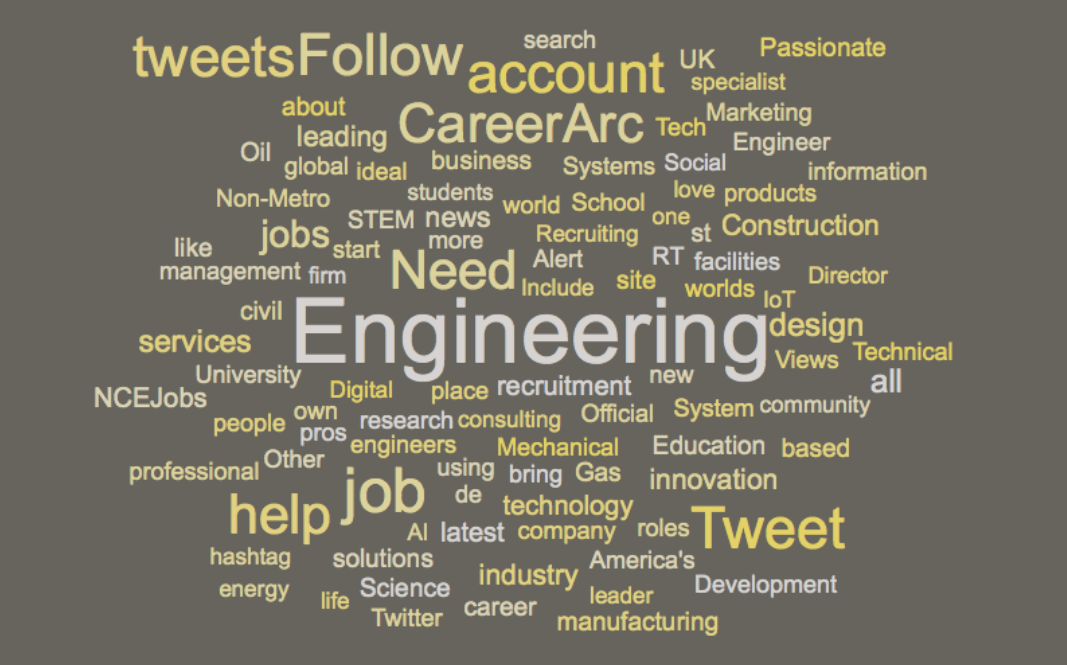 search
tweets Follow
account UK Passionate
specialist
about
leading CareerArc Tech Marketing
Engineer
Oil global ideal business Systems Social information
Non-Metro students world School love products
jobs STEM news one st Construction
like start more Recruiting
management firm Need Alert RT facilities Director
Include site worlds IoT
civil Engineering design
services Views Technical
University Digital place recruitment new all
NCEJobs own research consulting Official System community
people pros engineers Mechanical Education based
professional Other using bring Gas innovation
help job de technology
AI latest company roles Tweet
hashtag solutions America's
energy Science industry Development
life Twitter career leader
manufacturing